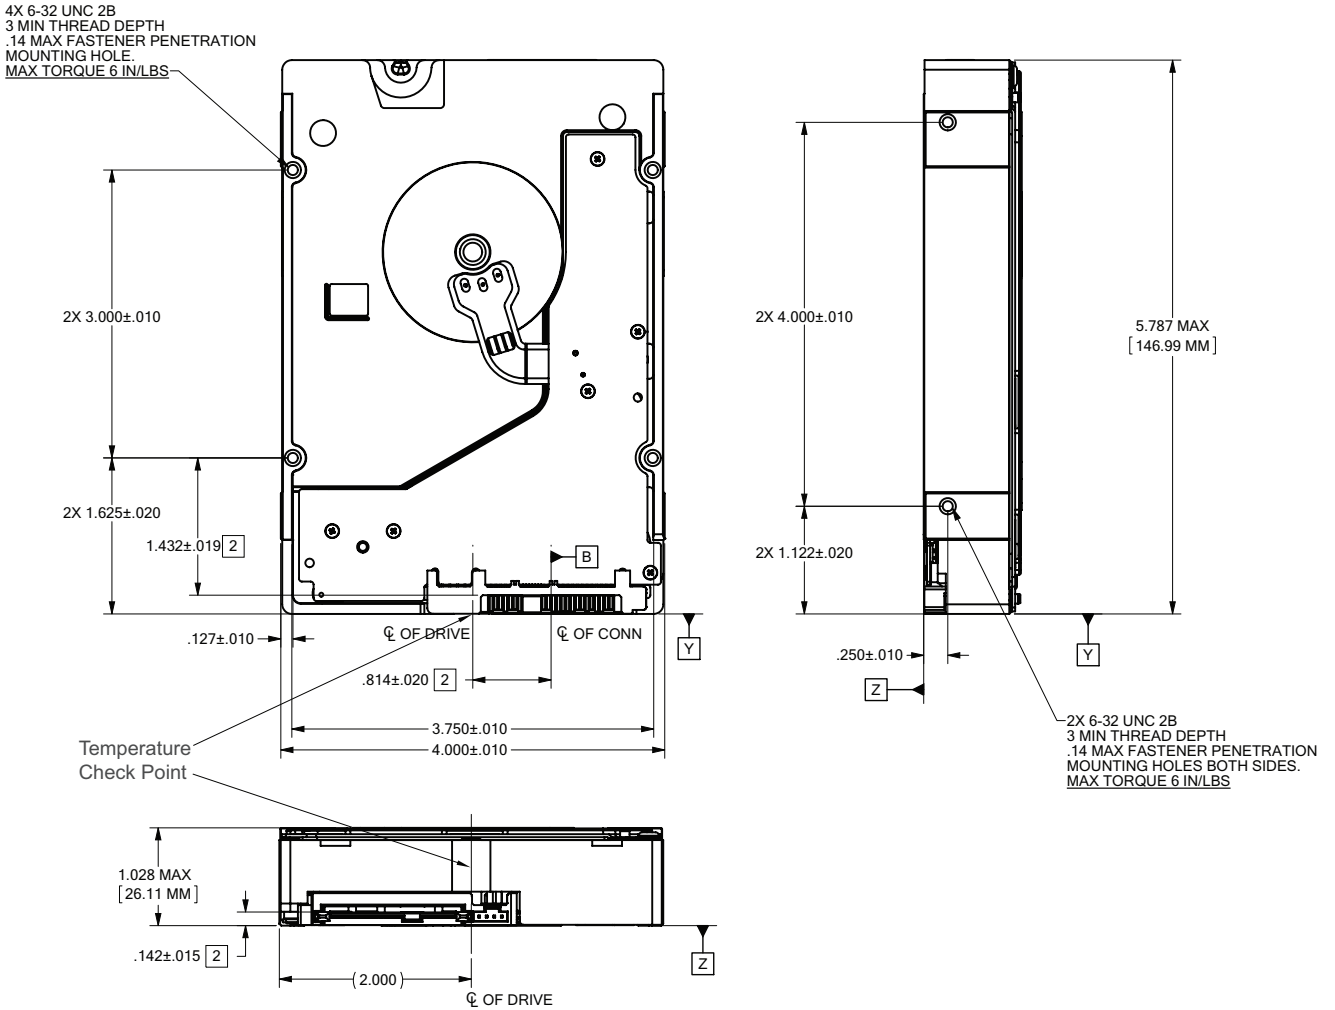 4X 6-32 UNC 2B
3 MIN THREAD DEPTH
.14 MAX FASTENER PENETRATION
MOUNTING HOLE.
MAX TORQUE 6 IN/LBS
2X 3.000±.010
2X 4.000±.010
5.787 MAX
[146.99 MM]
2X 1.625±.020
1.432±.019 2
B
2X 1.122±.020
.127±.010
℄ OF DRIVE
℄ OF CONN
Y
.250±.010
Y
.814±.020 2
Z
3.750±.010
4.000±.010
2X 6-32 UNC 2B
3 MIN THREAD DEPTH
.14 MAX FASTENER PENETRATION
MOUNTING HOLES BOTH SIDES.
MAX TORQUE 6 IN/LBS
Temperature
Check Point
1.028 MAX
[26.11 MM]
.142±.015 2
Z
(2.000)
℄ OF DRIVE